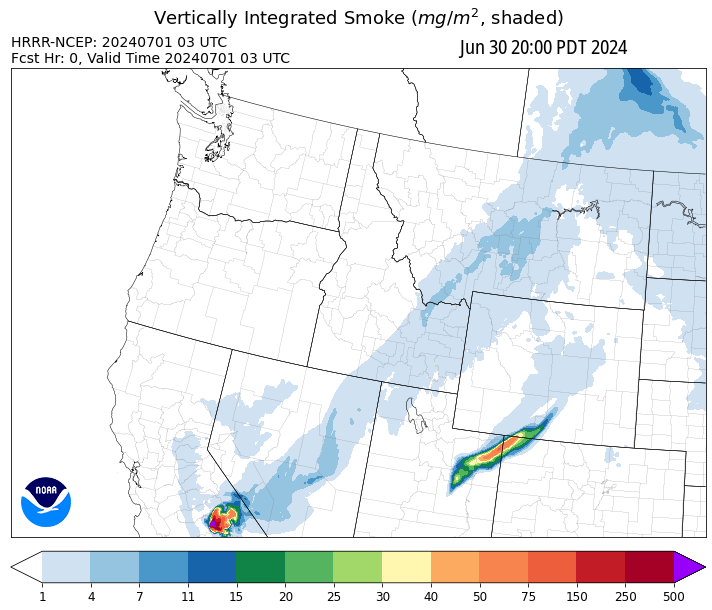 Vertically Integrated Smoke (mg/m², shaded)
HRRR-NCEP: 20240701 03 UTC
Jun 30 20:00 PDT 2024
Fcst Hr: 0, Valid Time 20240701 03 UTC
NOAA
1 4 7 11 15 20 25 30 40 50 75 150 250 500